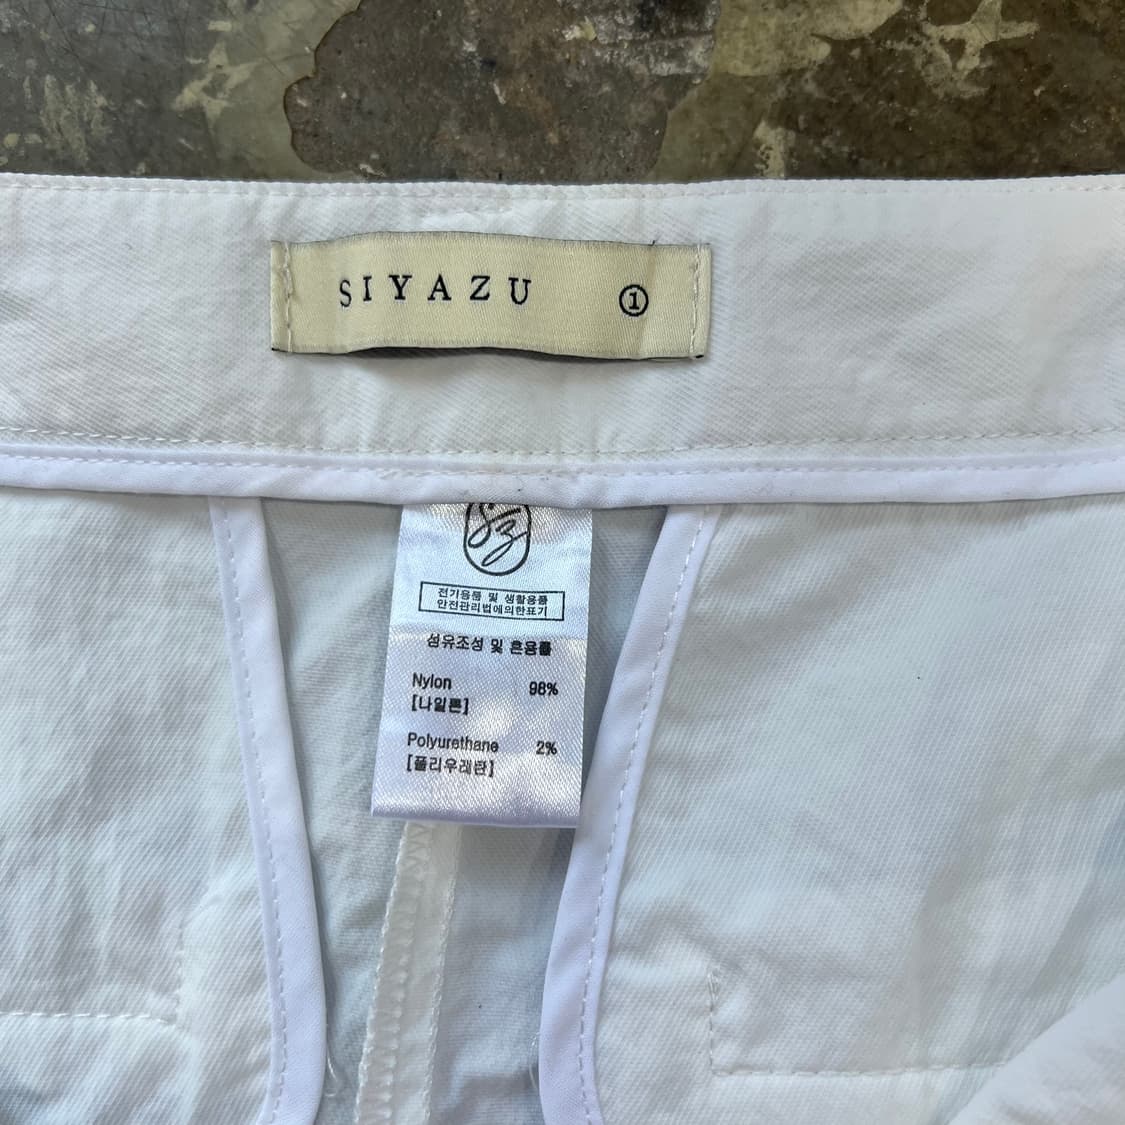 SIYAZU ①
Sz
전기용품 및 생활용품
안전관리법에의한표기
섬유조성 및 혼용률
Nylon 98%
[나일론]
Polyurethane 2%
[폴리우레탄]